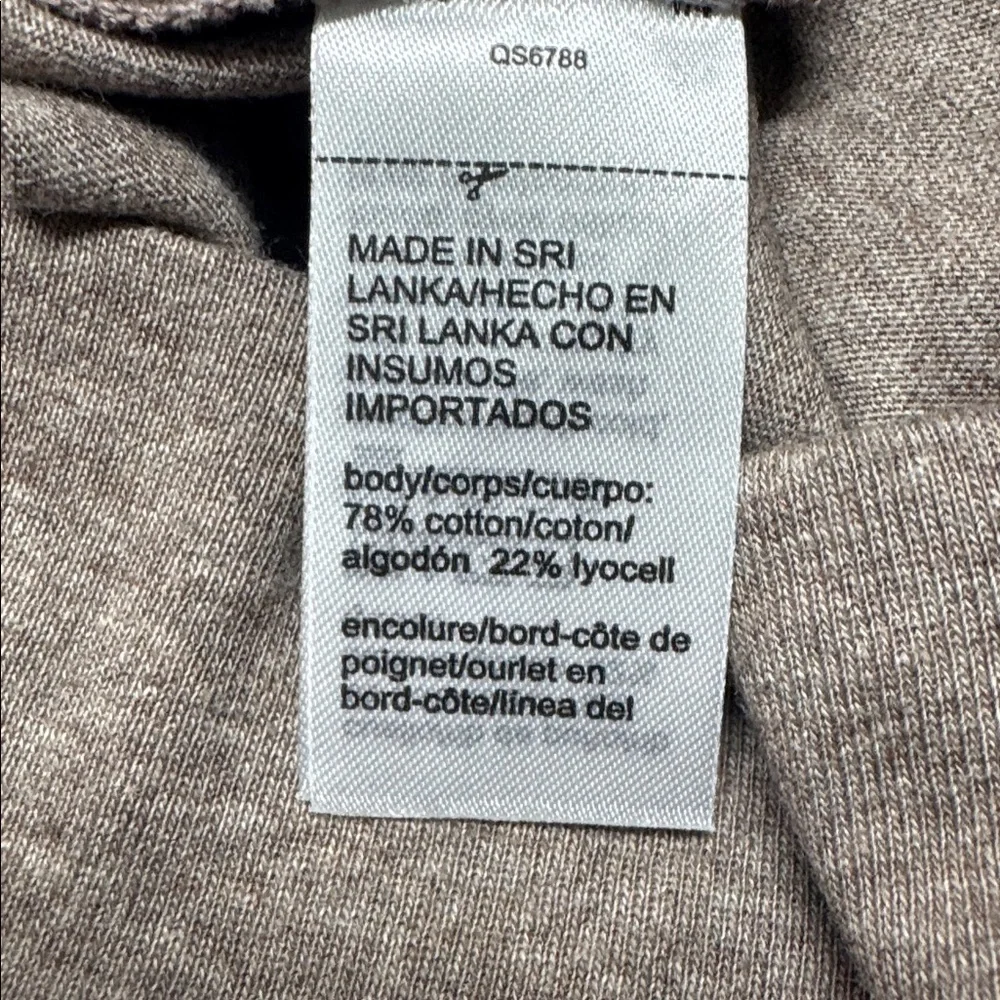 QS6788
MADE IN SRI
LANKA/HECHO EN
SRI LANKA CON
INSUMOS
IMPORTADOS
body/corps/cuerpo:
78% cotton/coton/
algodón 22% lyocell
encolure/bord-côte de
poignet/ourlet en
bord-côte/línea del